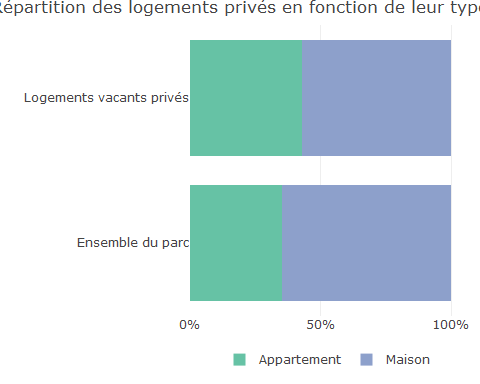 Répartition des logements privés en fonction de leur type
Logements vacants privés
Ensemble du parc
0% 50% 100%
Appartement Maison